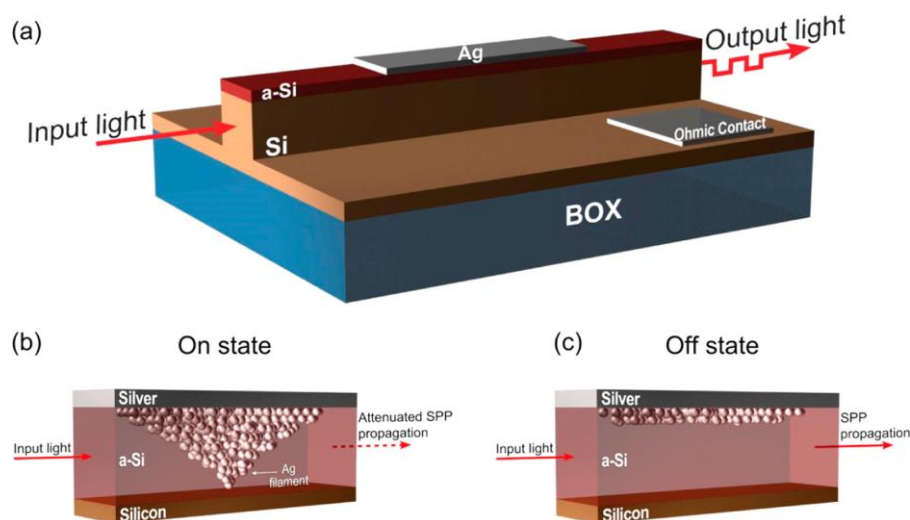 (a)
Ag
Output light
a-Si
Input light
Si
Ohmic Contact
BOX
(b)
On state
(c)
Off state
Silver
Attenuated SPP
propagation
Input light
a-Si
Ag
filament
Silicon
Silver
SPP
propagation
Input light
a-Si
Silicon